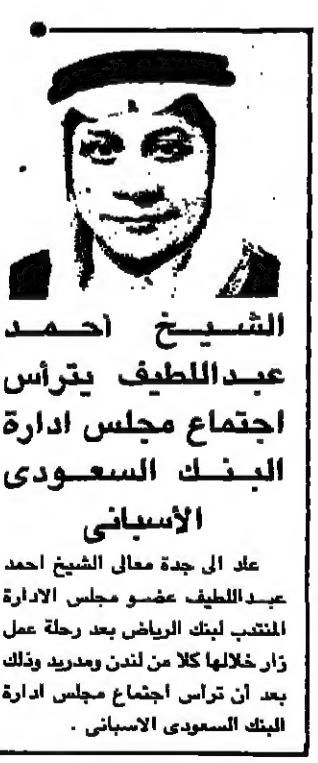 الشيخ احمد
عبداللطيف يترأس
اجتماع مجلس ادارة
البنك السعودى
الأسبانى
عاد الى جدة معالى الشيخ احمد
عبداللطيف عضو مجلس الادارة
المنتدب لبنك الرياض بعد رحلة عمل
زار خلالها كلا من لندن ومدريد وذلك
بعد أن ترأس اجتماع مجلس ادارة
البنك السعودى الاسبانى .